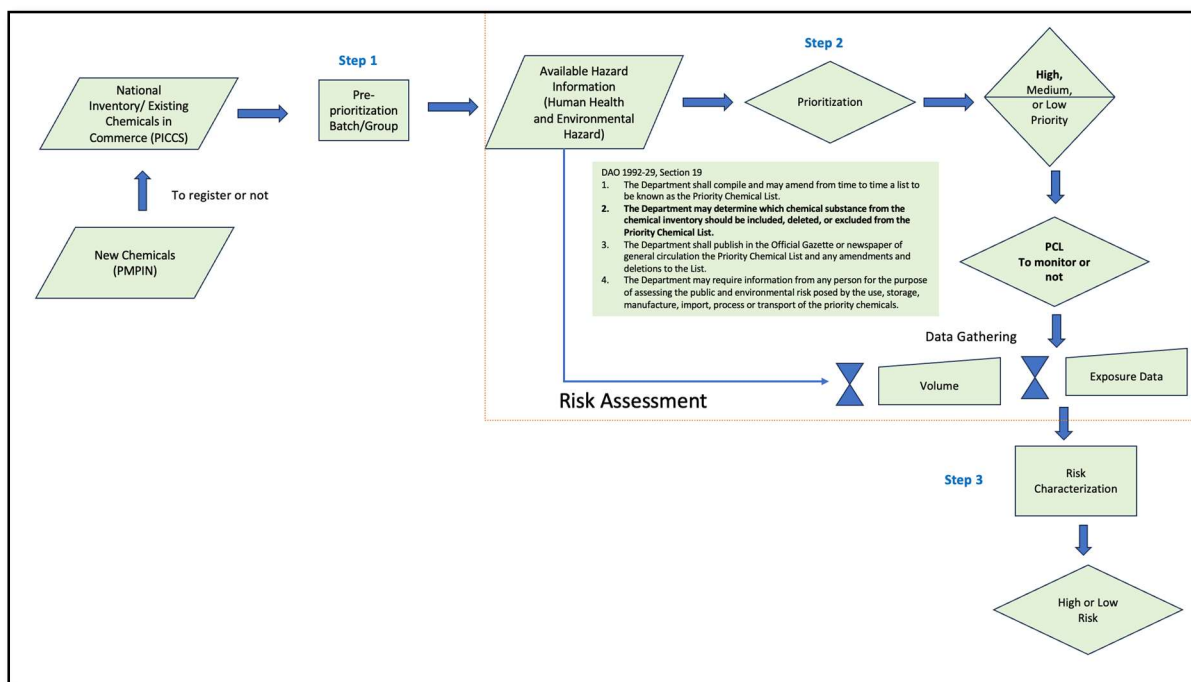 Step 1
Step 2
National
Inventory/ Existing
Chemicals in
Commerce (PICCS)
Pre-
prioritization
Batch/Group
Available Hazard
Information
(Human Health
and Environmental
Hazard)
Prioritization
High,
Medium,
or Low
Priority
To register or not
New Chemicals
(PMPIN)
DAO 1992-29, Section 19
1. The Department shall compile and may amend from time to time a list to
be known as the Priority Chemical List.
2. The Department may determine which chemical substance from the
chemical inventory should be included, deleted, or excluded from the
Priority Chemical List.
3. The Department shall publish in the Official Gazette or newspaper of
general circulation the Priority Chemical List and any amendments and
deletions to the List.
4. The Department may require information from any person for the purpose
of assessing the public and environmental risk posed by the use, storage,
manufacture, import, process or transport of the priority chemicals.
PCL
To monitor or
not
Data Gathering
Volume
Exposure Data
Risk Assessment
Step 3
Risk
Characterization
High or Low
Risk